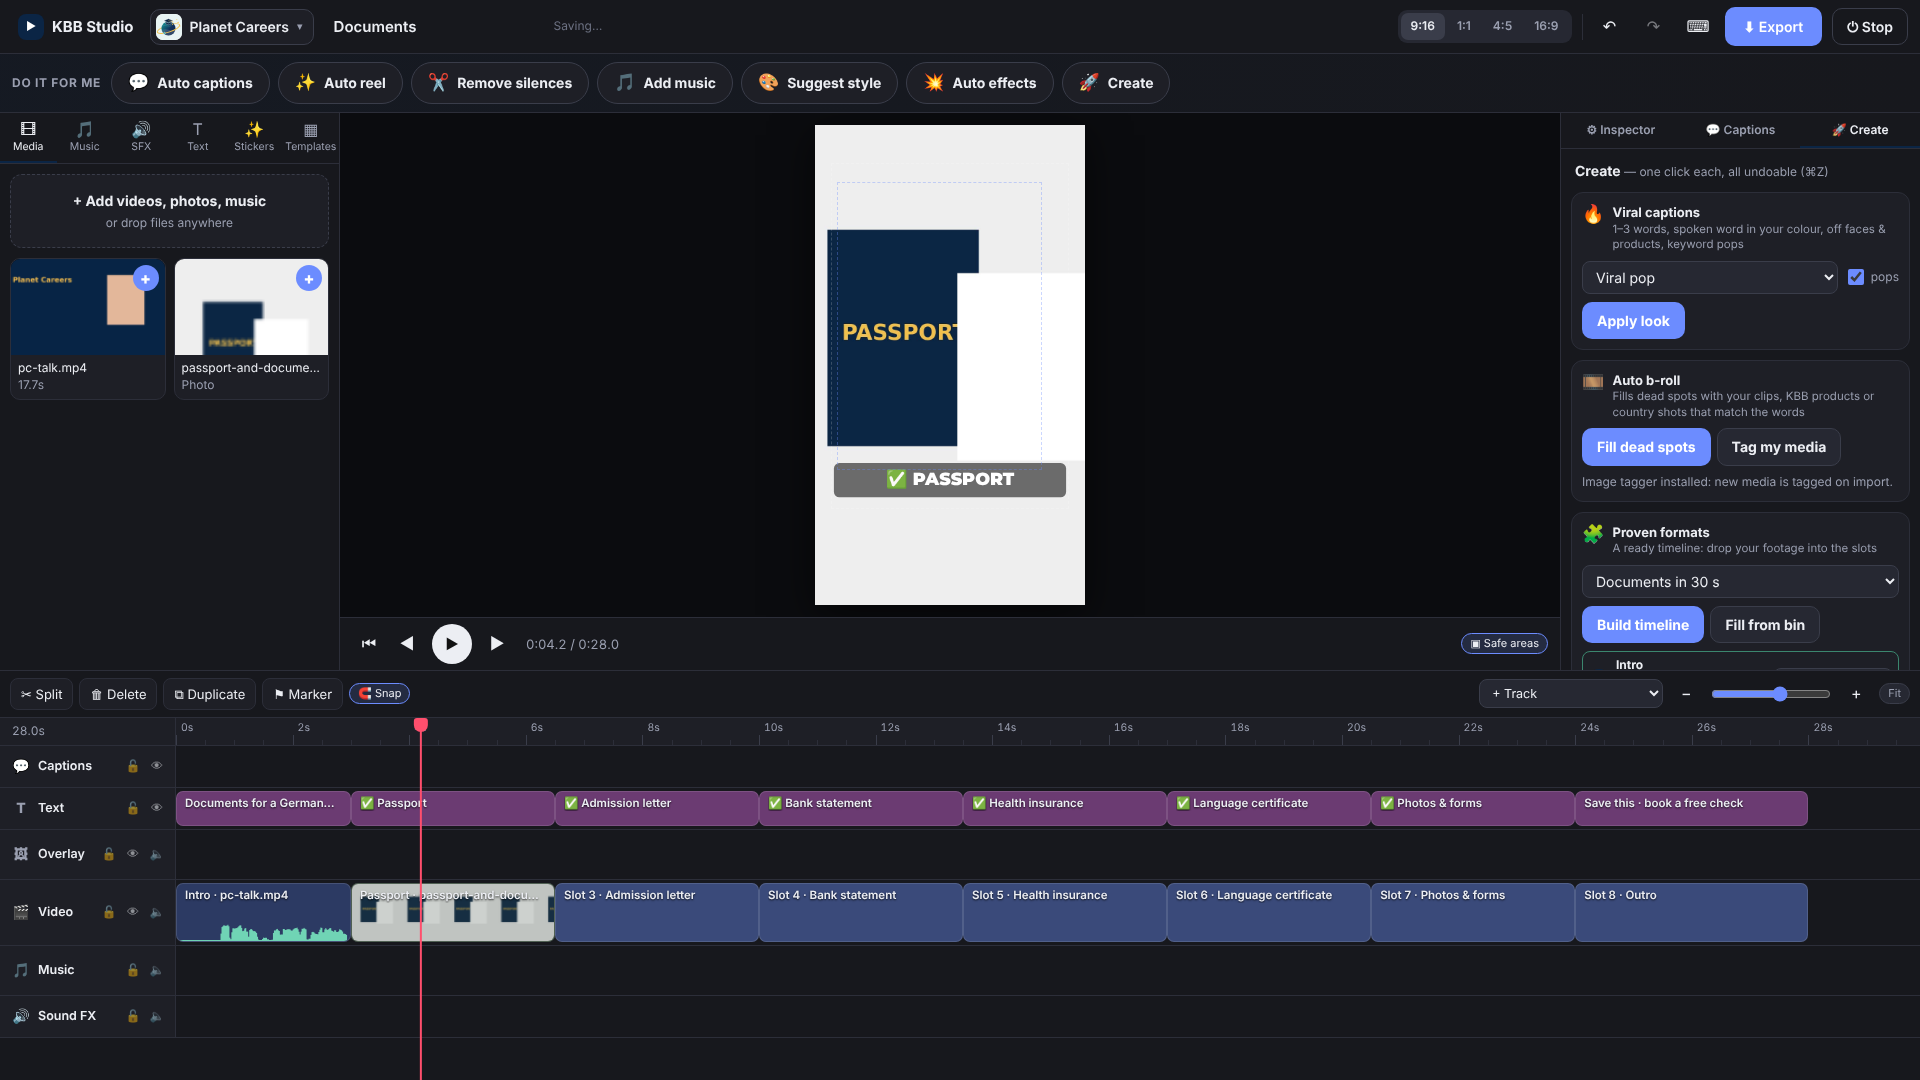 KBB Studio
Planet Careers
Documents
Saving...
9:16 1:1 4:5 16:9
Export
Stop
DO IT FOR ME
Auto captions
Auto reel
Remove silences
Add music
Suggest style
Auto effects
Create
Media
Music
SFX
Text
Stickers
Templates
+ Add videos, photos, music
or drop files anywhere
Planet Careers
pc-talk.mp4
17.7s
PASSPOR
passport-and-docume...
Photo
PASSPORT
✅ PASSPORT
0:04.2 / 0:28.0
Safe areas
Inspector
Captions
Create
Create — one click each, all undoable (⌘Z)
Viral captions
1–3 words, spoken word in your colour, off faces &
products, keyword pops
Viral pop
pops
Apply look
Auto b-roll
Fills dead spots with your clips, KBB products or
country shots that match the words
Fill dead spots
Tag my media
Image tagger installed: new media is tagged on import.
Proven formats
A ready timeline: drop your footage into the slots
Documents in 30 s
Build timeline
Fill from bin
Intro
Split
Delete
Duplicate
Marker
Snap
+ Track
− +
Fit
28.0s
0s 2s 6s 8s 10s 12s 14s 16s 18s 20s 22s 24s 26s 28s
Captions
Text
Documents for a German...
✅ Passport
✅ Admission letter
✅ Bank statement
✅ Health insurance
✅ Language certificate
✅ Photos & forms
Save this · book a free check
Overlay
Video
Intro · pc-talk.mp4
Passport · passport-and-docu...
Slot 3 · Admission letter
Slot 4 · Bank statement
Slot 5 · Health insurance
Slot 6 · Language certificate
Slot 7 · Photos & forms
Slot 8 · Outro
Music
Sound FX